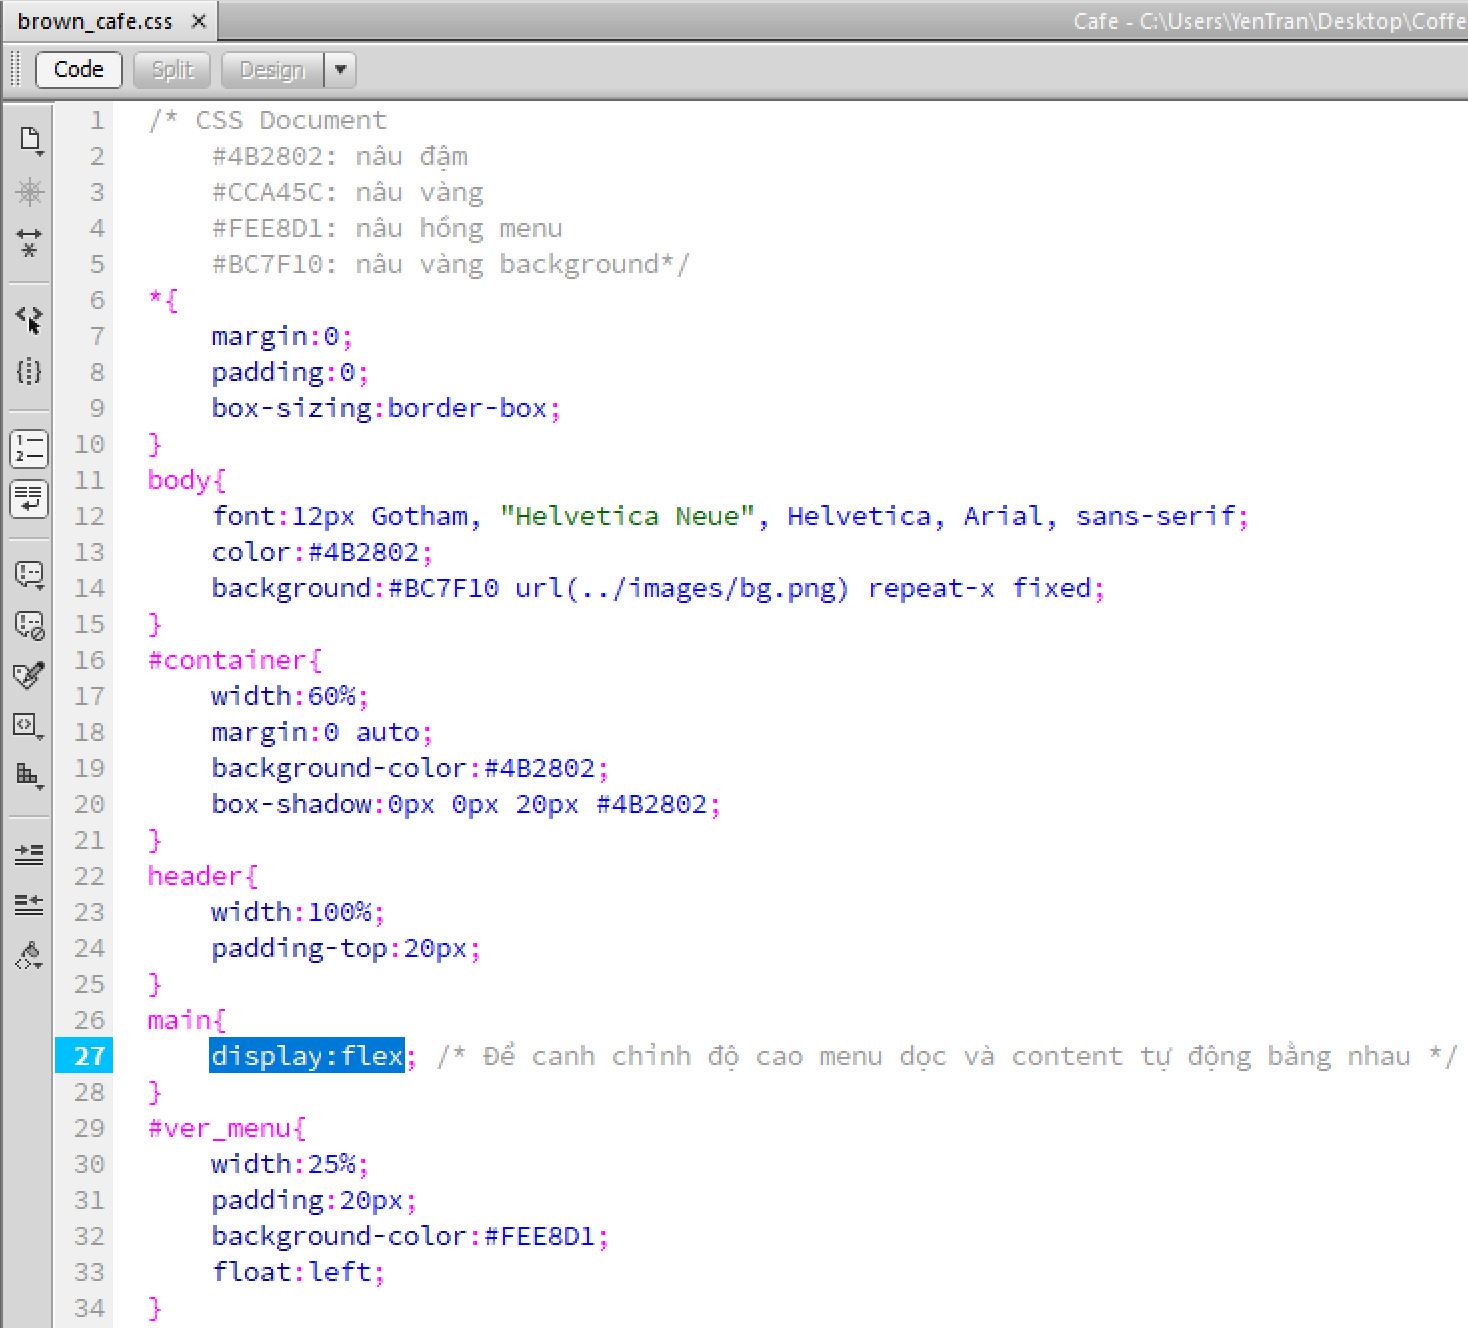 brown_cafe.css ×
Cafe - C:\Users\YenTran\Desktop\Coffe
Code Split Design
1 /* CSS Document
2 #4B2802: nâu đậm
3 #CCA45C: nâu vàng
4 #FEE8D1: nâu hồng menu
5 #BC7F10: nâu vàng background*/
6 *{
7 margin:0;
8 padding:0;
9 box-sizing:border-box;
10 }
11 body{
12 font:12px Gotham, "Helvetica Neue", Helvetica, Arial, sans-serif;
13 color:#4B2802;
14 background:#BC7F10 url(../images/bg.png) repeat-x fixed;
15 }
16 #container{
17 width:60%;
18 margin:0 auto;
19 background-color:#4B2802;
20 box-shadow:0px 0px 20px #4B2802;
21 }
22 header{
23 width:100%;
24 padding-top:20px;
25 }
26 main{
27 display:flex; /* Để canh chỉnh độ cao menu dọc và content tự động bằng nhau */
28 }
29 #ver_menu{
30 width:25%;
31 padding:20px;
32 background-color:#FEE8D1;
33 float:left;
34 }